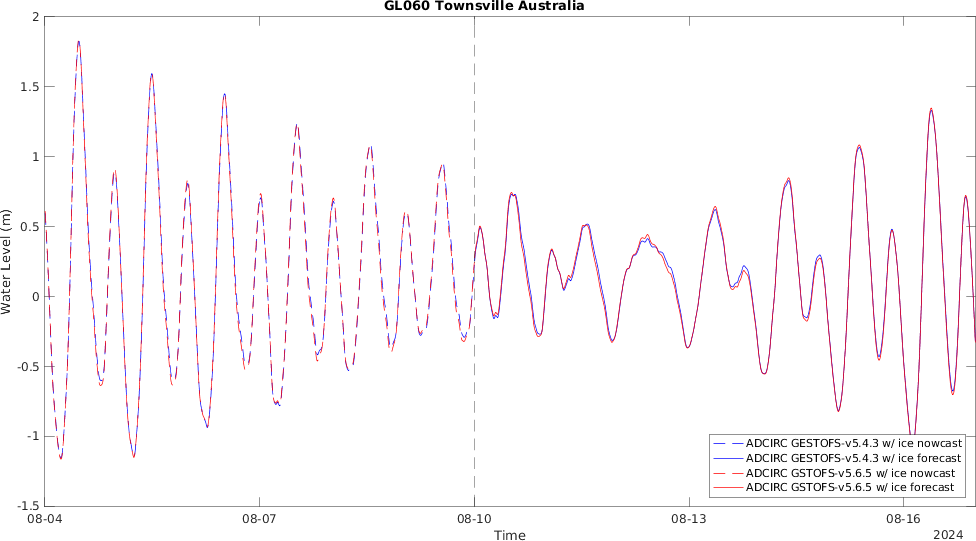 GL060 Townsville Australia
2
1.5
1
0.5
0
-0.5
-1
-1.5
Water Level (m)
08-04
08-07
08-10
08-13
08-16
Time
2024
ADCIRC GESTOFS-v5.4.3 w/ ice nowcast
ADCIRC GESTOFS-v5.4.3 w/ ice forecast
ADCIRC GSTOFS-v5.6.5 w/ ice nowcast
ADCIRC GSTOFS-v5.6.5 w/ ice forecast